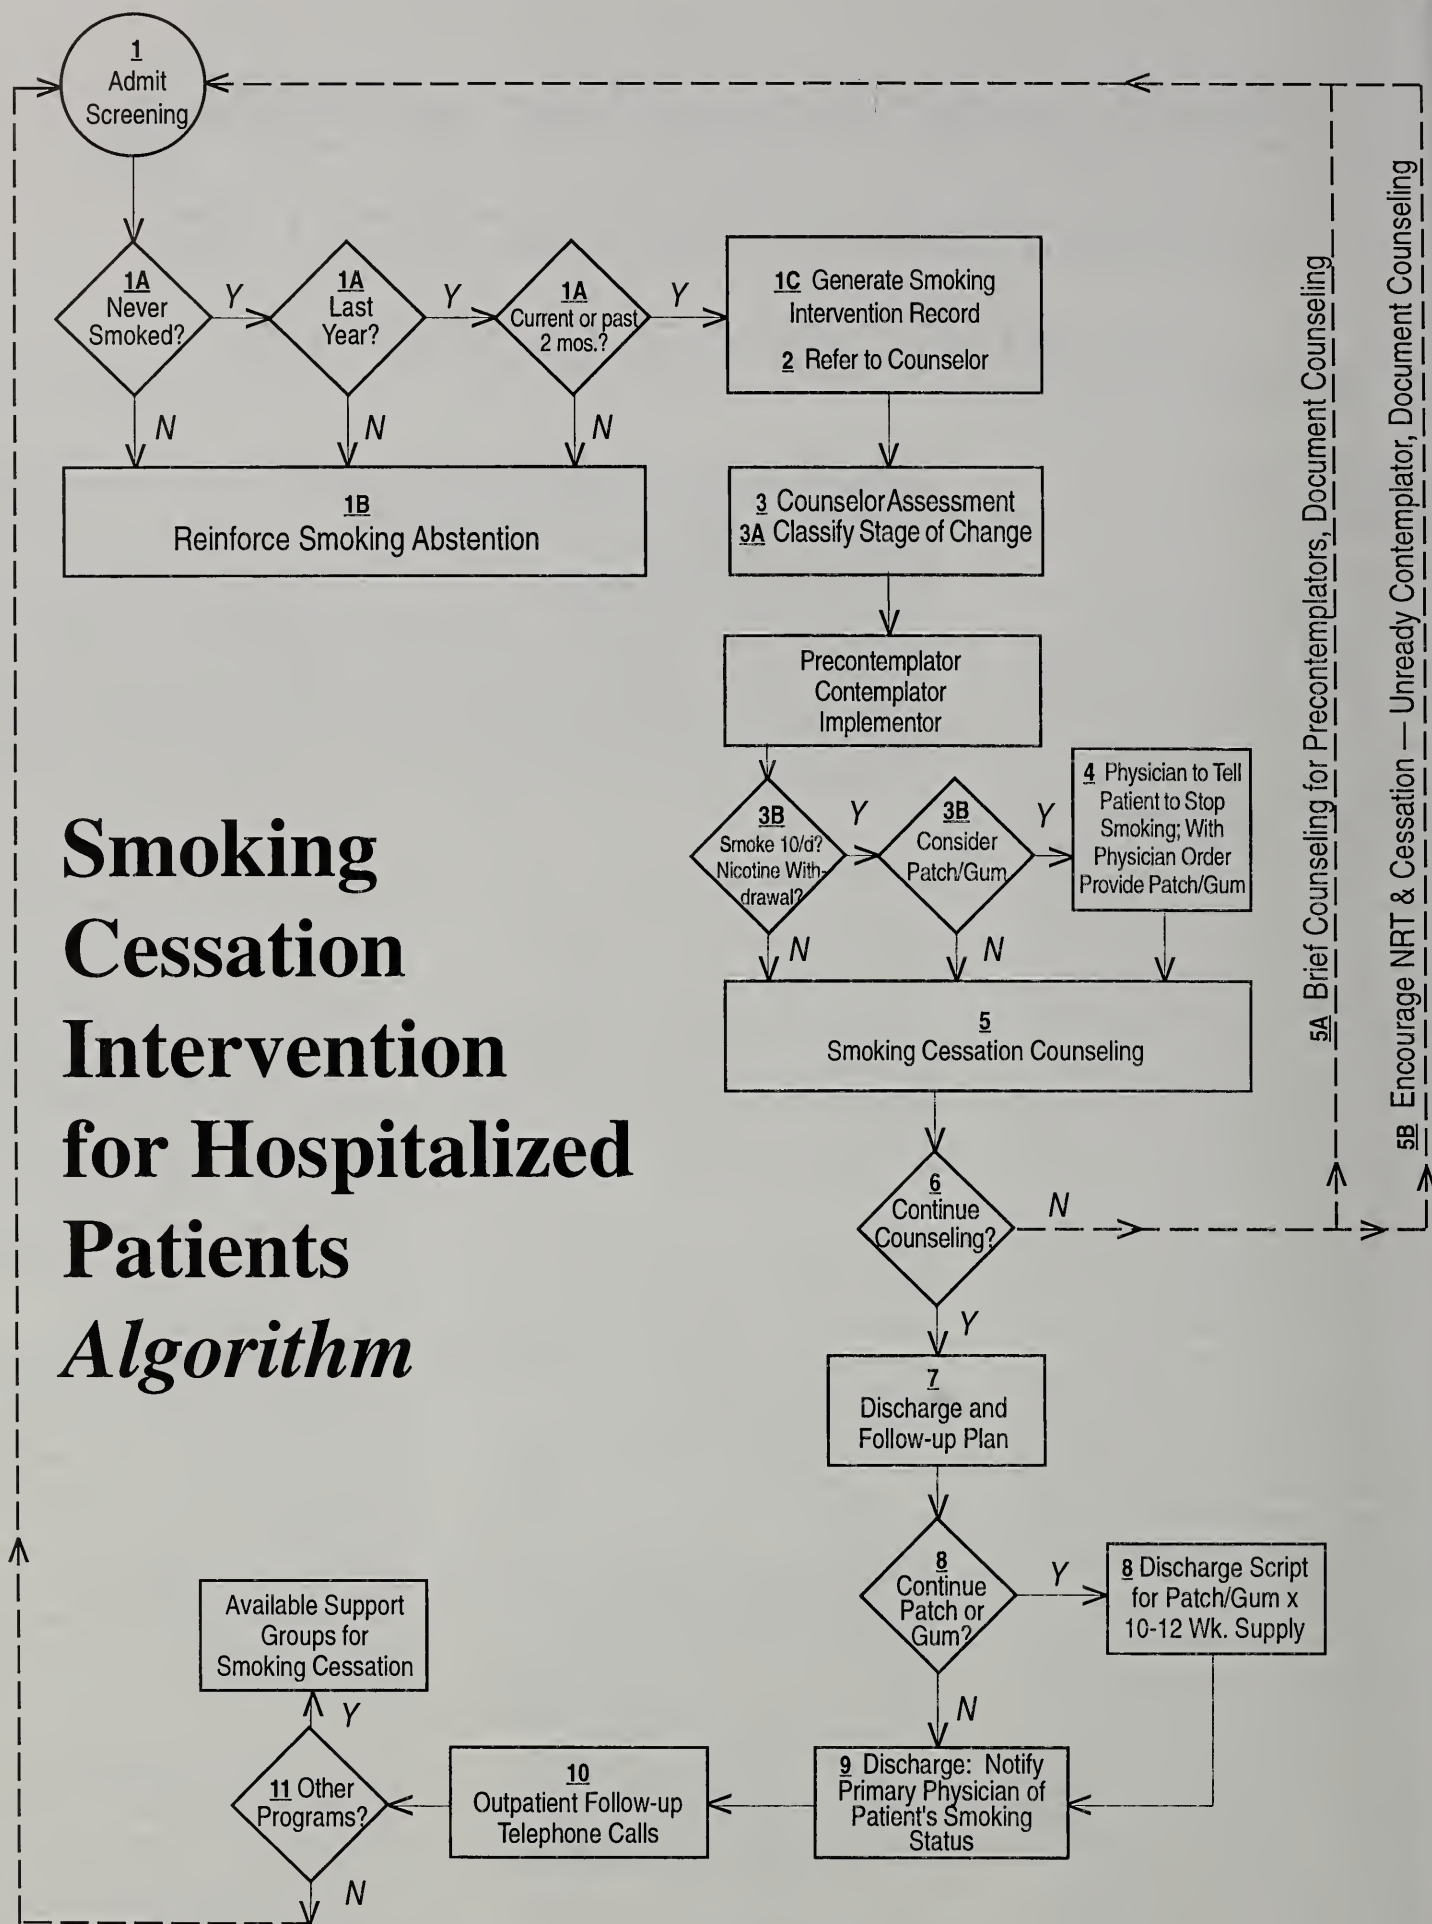 1
Admit
Screening
1A
Never
Smoked?
Y
1A
Last
Year?
Y
1A
Current or past
2 mos.?
Y
1C Generate Smoking
Intervention Record
2 Refer to Counselor
N
N
N
1B
Reinforce Smoking Abstention
3 Counselor Assessment
3A Classify Stage of Change
Precontemplator
Contemplator
Implementor
3B
Smoke 10/d?
Nicotine With-
drawal?
Y
3B
Consider
Patch/Gum
Y
4 Physician to Tell
Patient to Stop
Smoking; With
Physician Order
Provide Patch/Gum
N
N
5
Smoking Cessation Counseling
5A Brief Counseling for Precontemplators, Document Counseling
5B Encourage NRT & Cessation — Unready Contemplator, Document Counseling
Smoking
Cessation
Intervention
for Hospitalized
Patients
Algorithm
6
Continue
Counseling?
N
Y
7
Discharge and
Follow-up Plan
8
Continue
Patch or
Gum?
Y
8 Discharge Script
for Patch/Gum x
10-12 Wk. Supply
N
9 Discharge: Notify
Primary Physician of
Patient's Smoking
Status
10
Outpatient Follow-up
Telephone Calls
11 Other
Programs?
Y
Available Support
Groups for
Smoking Cessation
N